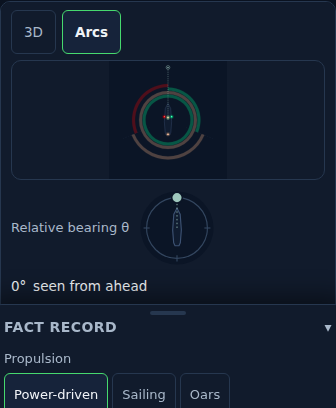 3D Arcs
Relative bearing θ
0° seen from ahead
FACT RECORD ▼
Propulsion
Power-driven Sailing Oars